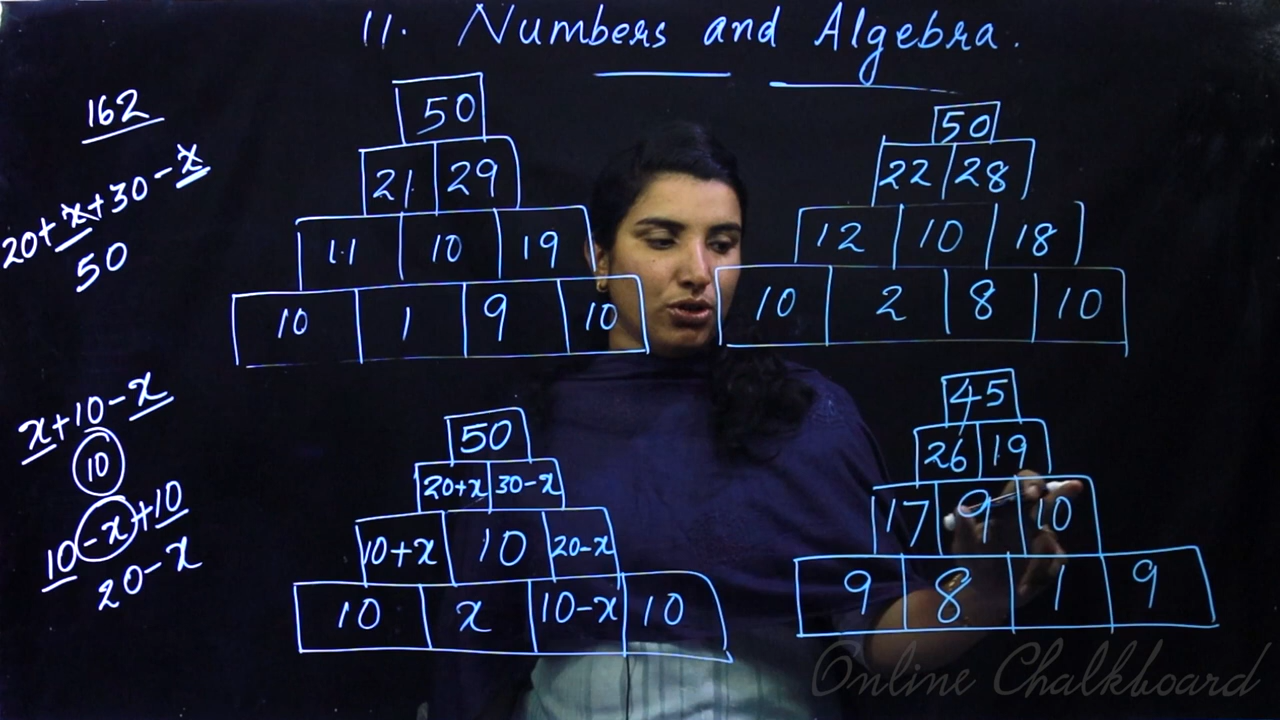 11. Numbers and Algebra.
162
20+x+30-x
50
50
21 29
11 10 19
10 1 9 10
50
22 28
12 10 18
10 2 8 10
x+10-x
10
10-x+10
20-x
50
20+x 30-x
10+x 10 20-x
10 x 10-x 10
45
26 19
17 9 10
9 8 1 9
Online Chalkboard